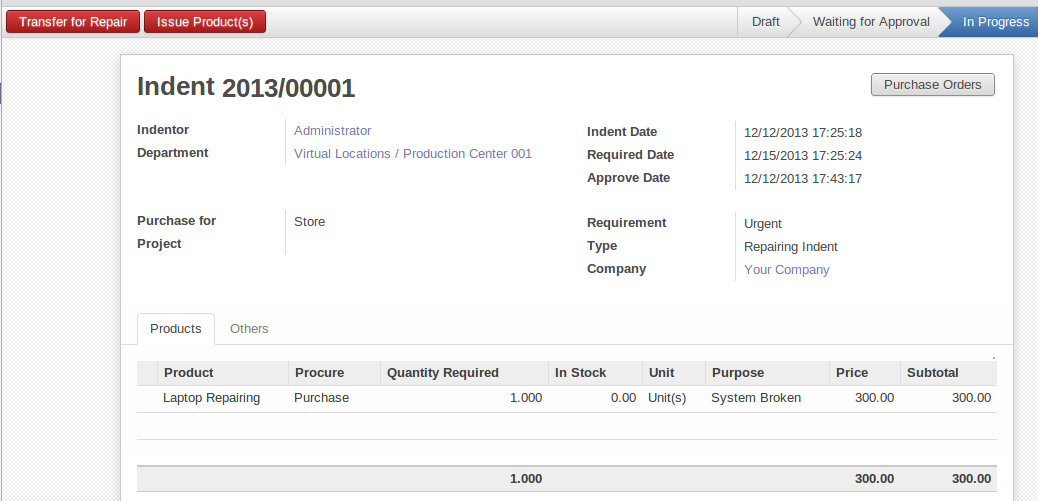 Transfer for Repair Issue Product(s) Draft Waiting for Approval In Progress
Indent 2013/00001 Purchase Orders
Indentor Administrator Indent Date 12/12/2013 17:25:18
Department Virtual Locations / Production Center 001 Required Date 12/15/2013 17:25:24
Approve Date 12/12/2013 17:43:17
Purchase for Store Requirement Urgent
Project Type Repairing Indent
Company Your Company
Products Others
Product Procure Quantity Required In Stock Unit Purpose Price Subtotal
Laptop Repairing Purchase 1.000 0.00 Unit(s) System Broken 300.00 300.00
1.000 300.00 300.00